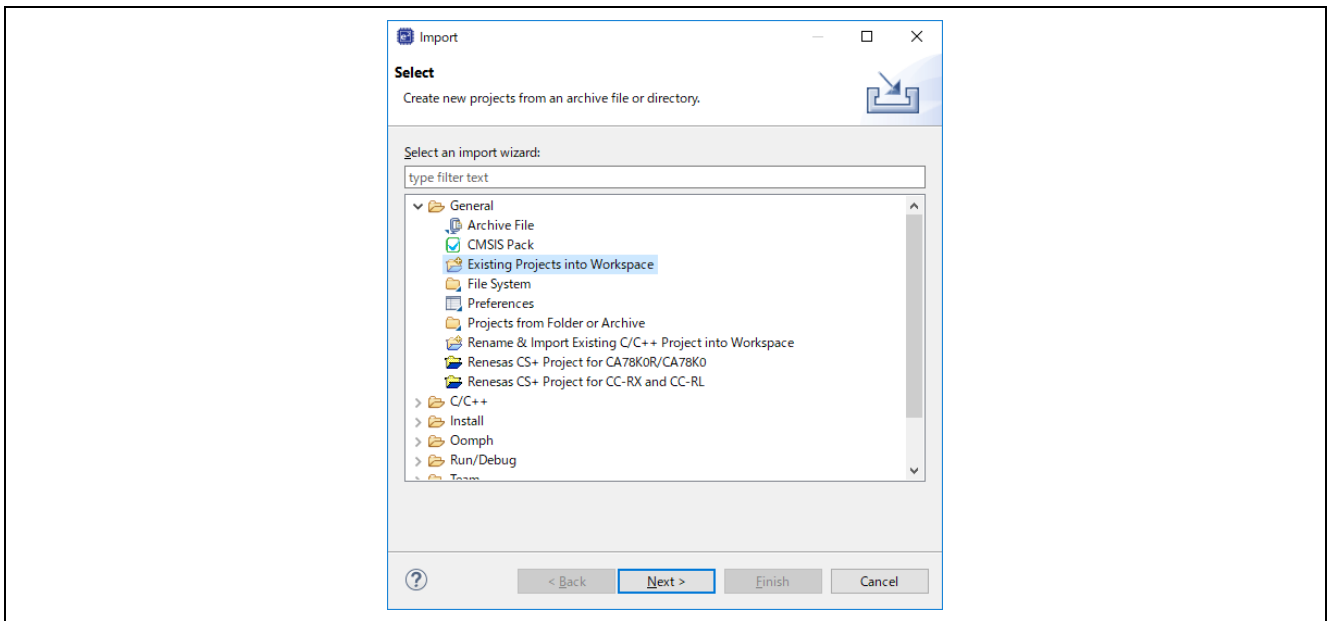 Import
Select
Create new projects from an archive file or directory.
Select an import wizard:
type filter text
General
Archive File
CMSIS Pack
Existing Projects into Workspace
File System
Preferences
Projects from Folder or Archive
Rename & Import Existing C/C++ Project into Workspace
Renesas CS+ Project for CA78K0R/CA78K0
Renesas CS+ Project for CC-RX and CC-RL
C/C++
Install
Oomph
Run/Debug
Team
? < Back Next > Finish Cancel